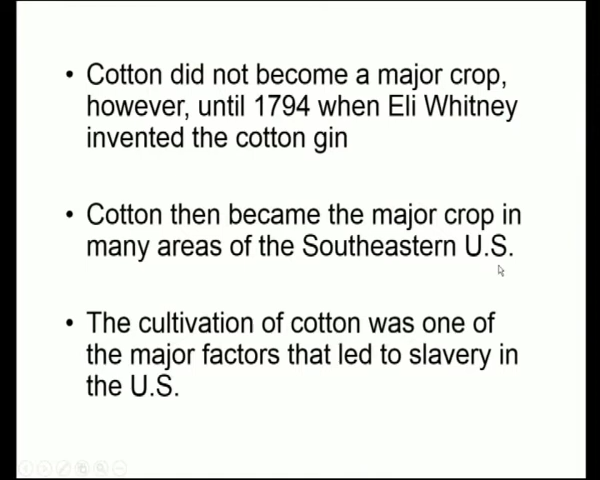 • Cotton did not become a major crop,
however, until 1794 when Eli Whitney
invented the cotton gin
• Cotton then became the major crop in
many areas of the Southeastern U.S.
• The cultivation of cotton was one of
the major factors that led to slavery in
the U.S.